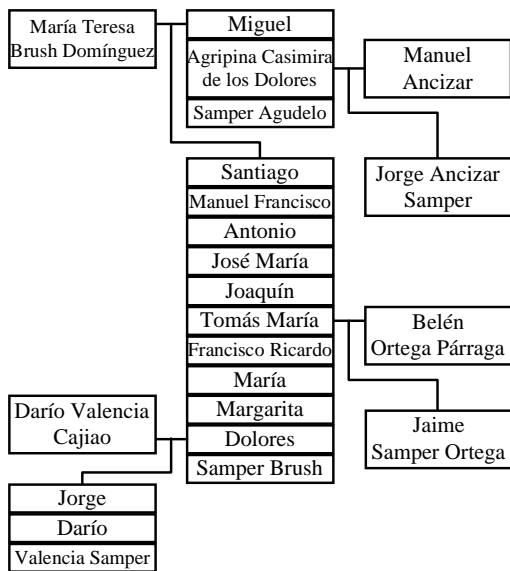 María Teresa
Brush Domínguez
Miguel
Agripina Casimira
de los Dolores
Samper Agudelo
Manuel
Ancizar
Jorge Ancizar
Samper
Santiago
Manuel Francisco
Antonio
José María
Joaquín
Tomás María
Francisco Ricardo
María
Margarita
Dolores
Samper Brush
Belén
Ortega Párraga
Jaime
Samper Ortega
Darío Valencia
Cajiao
Jorge
Darío
Valencia Samper